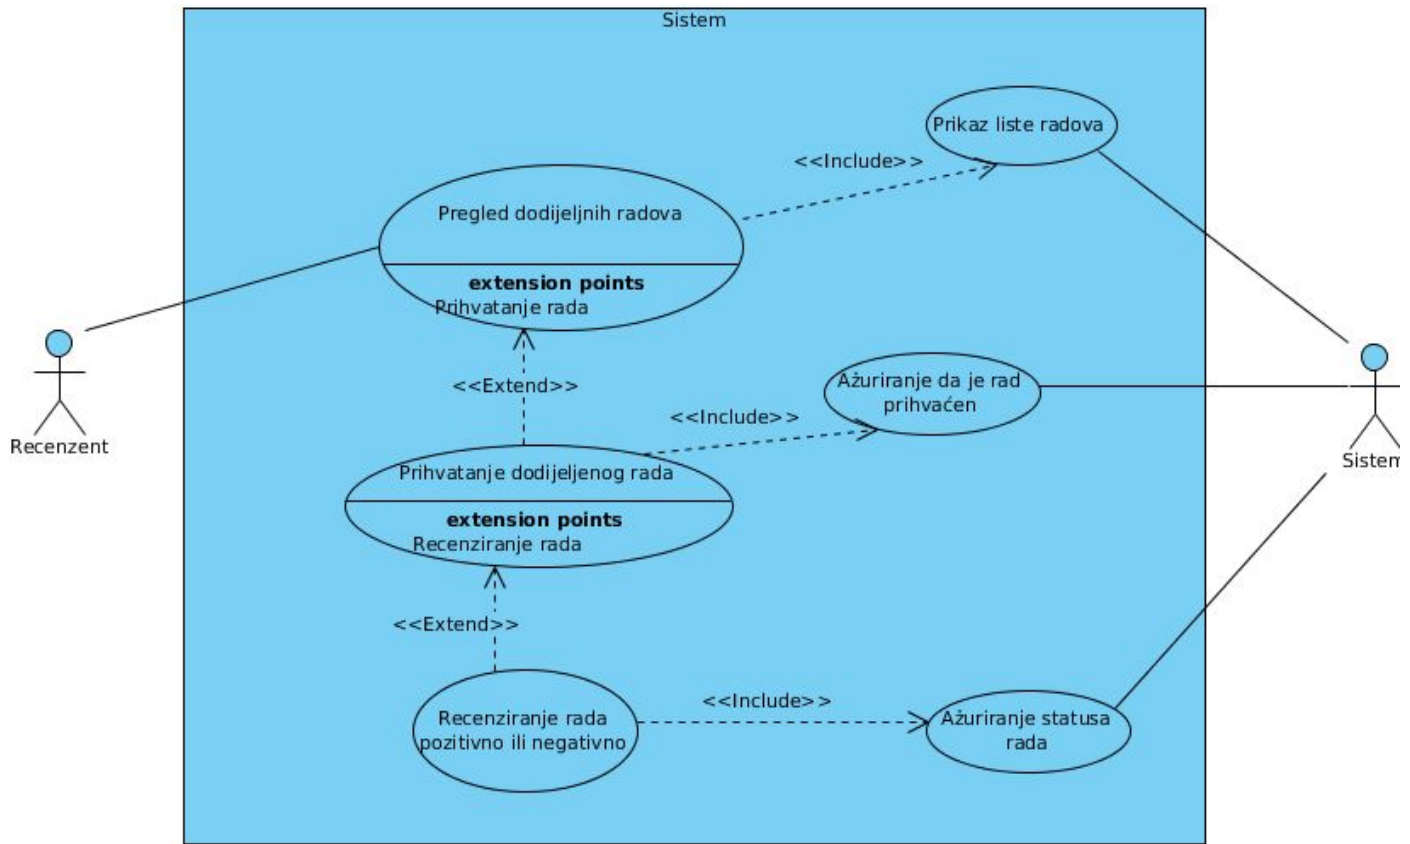 Sistem
Prikaz liste radova
<<Include>>
Pregled dodijeljnih radova
extension points
Prihvatanje rada
Recenzent
<<Extend>>
Ažuriranje da je rad
prihvaćen
<<Include>>
Sistem
Prihvatanje dodijeljenog rada
extension points
Recenziranje rada
<<Extend>>
Recenziranje rada
pozitivno ili negativno
<<Include>>
Ažuriranje statusa
rada